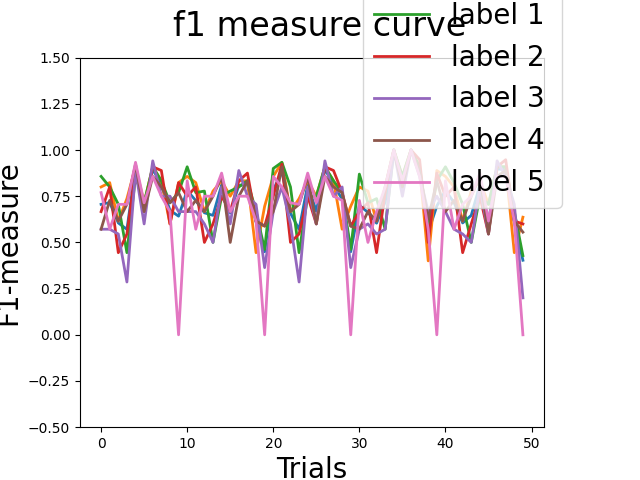 f1 measure curve
label 1
label 2
label 3
label 4
label 5
1.50
1.25
1.00
0.75
0.50
0.25
0.00
−0.25
−0.50
F1-measure
0 10 20 30 40 50
Trials